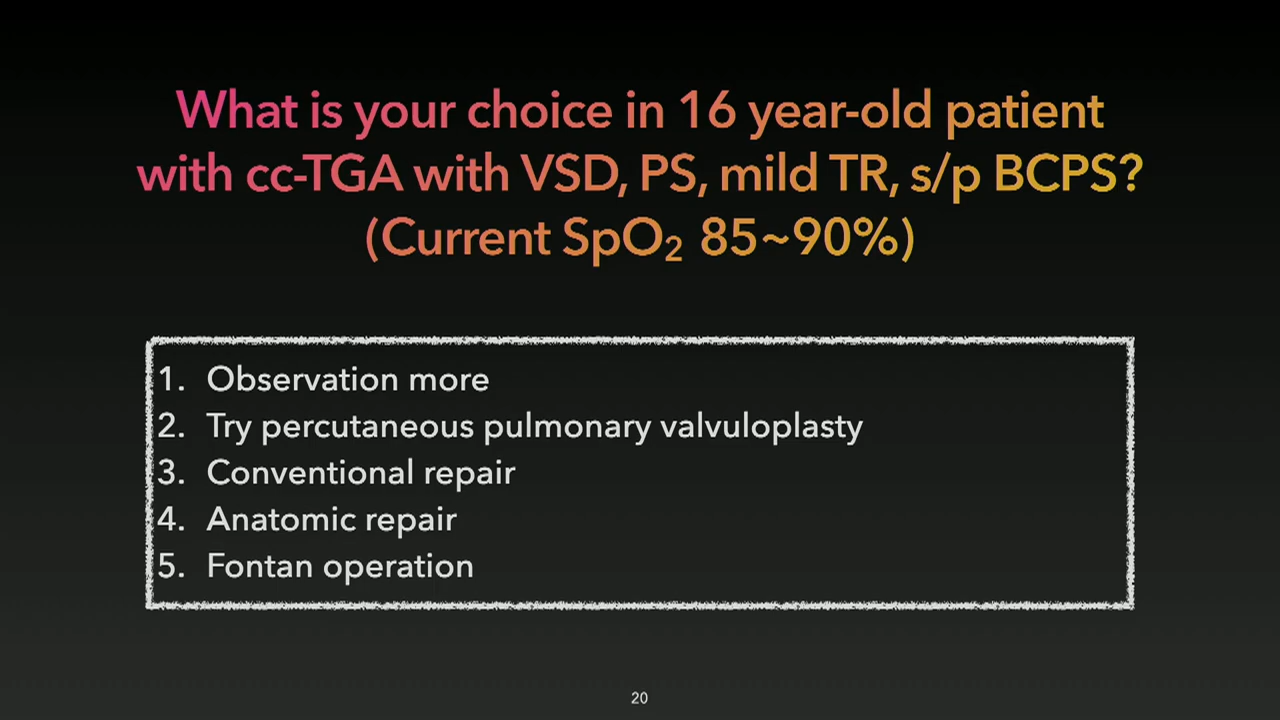 What is your choice in 16 year-old patient
with cc-TGA with VSD, PS, mild TR, s/p BCPS?
(Current SpO₂ 85~90%)
1. Observation more
2. Try percutaneous pulmonary valvuloplasty
3. Conventional repair
4. Anatomic repair
5. Fontan operation
20